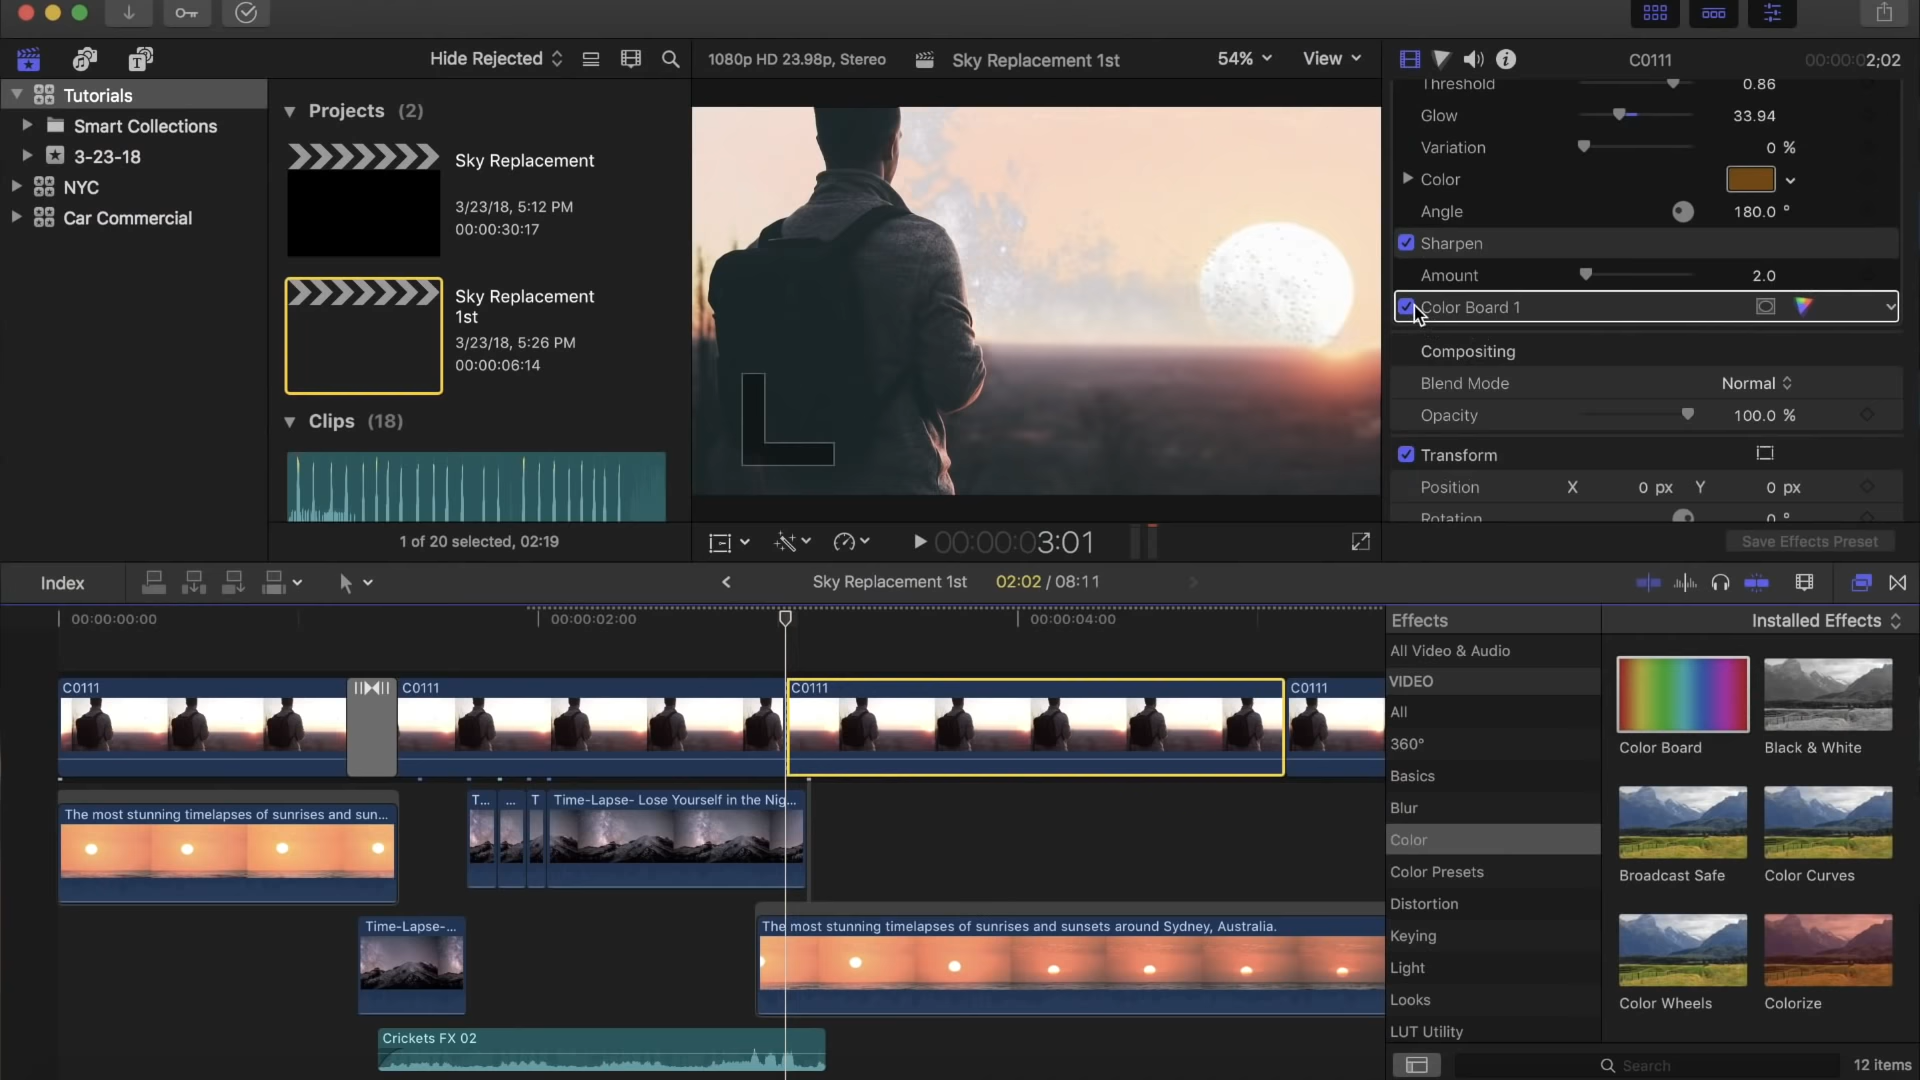 Hide Rejected
1080p HD 23.98p, Stereo
Sky Replacement 1st
54%
View
C0111
00:00:02;02
Tutorials
Smart Collections
3-23-18
NYC
Car Commercial
Projects (2)
Sky Replacement
3/23/18, 5:12 PM
00:00:30:17
Sky Replacement
1st
3/23/18, 5:26 PM
00:00:06:14
Clips (18)
1 of 20 selected, 02:19
L
00:00:03:01
Threshold 0.86
Glow 33.94
Variation 0 %
Color
Angle 180.0 °
Sharpen
Amount 2.0
Color Board 1
Compositing
Blend Mode Normal
Opacity 100.0 %
Transform
Position X 0 px Y 0 px
Rotation 0 °
Save Effects Preset
Index
Sky Replacement 1st 02:02 / 08:11
00:00:00:00
00:00:02:00
00:00:04:00
C0111
C0111
C0111
C0111
The most stunning timelapses of sunrises and sun...
T...
...
T
Time-Lapse- Lose Yourself in the Nig...
Time-Lapse-...
The most stunning timelapses of sunrises and sunsets around Sydney, Australia.
Crickets FX 02
Effects
Installed Effects
All Video & Audio
VIDEO
All
360°
Basics
Blur
Color
Color Presets
Distortion
Keying
Light
Looks
LUT Utility
Color Board
Black & White
Broadcast Safe
Color Curves
Color Wheels
Colorize
Search
12 items